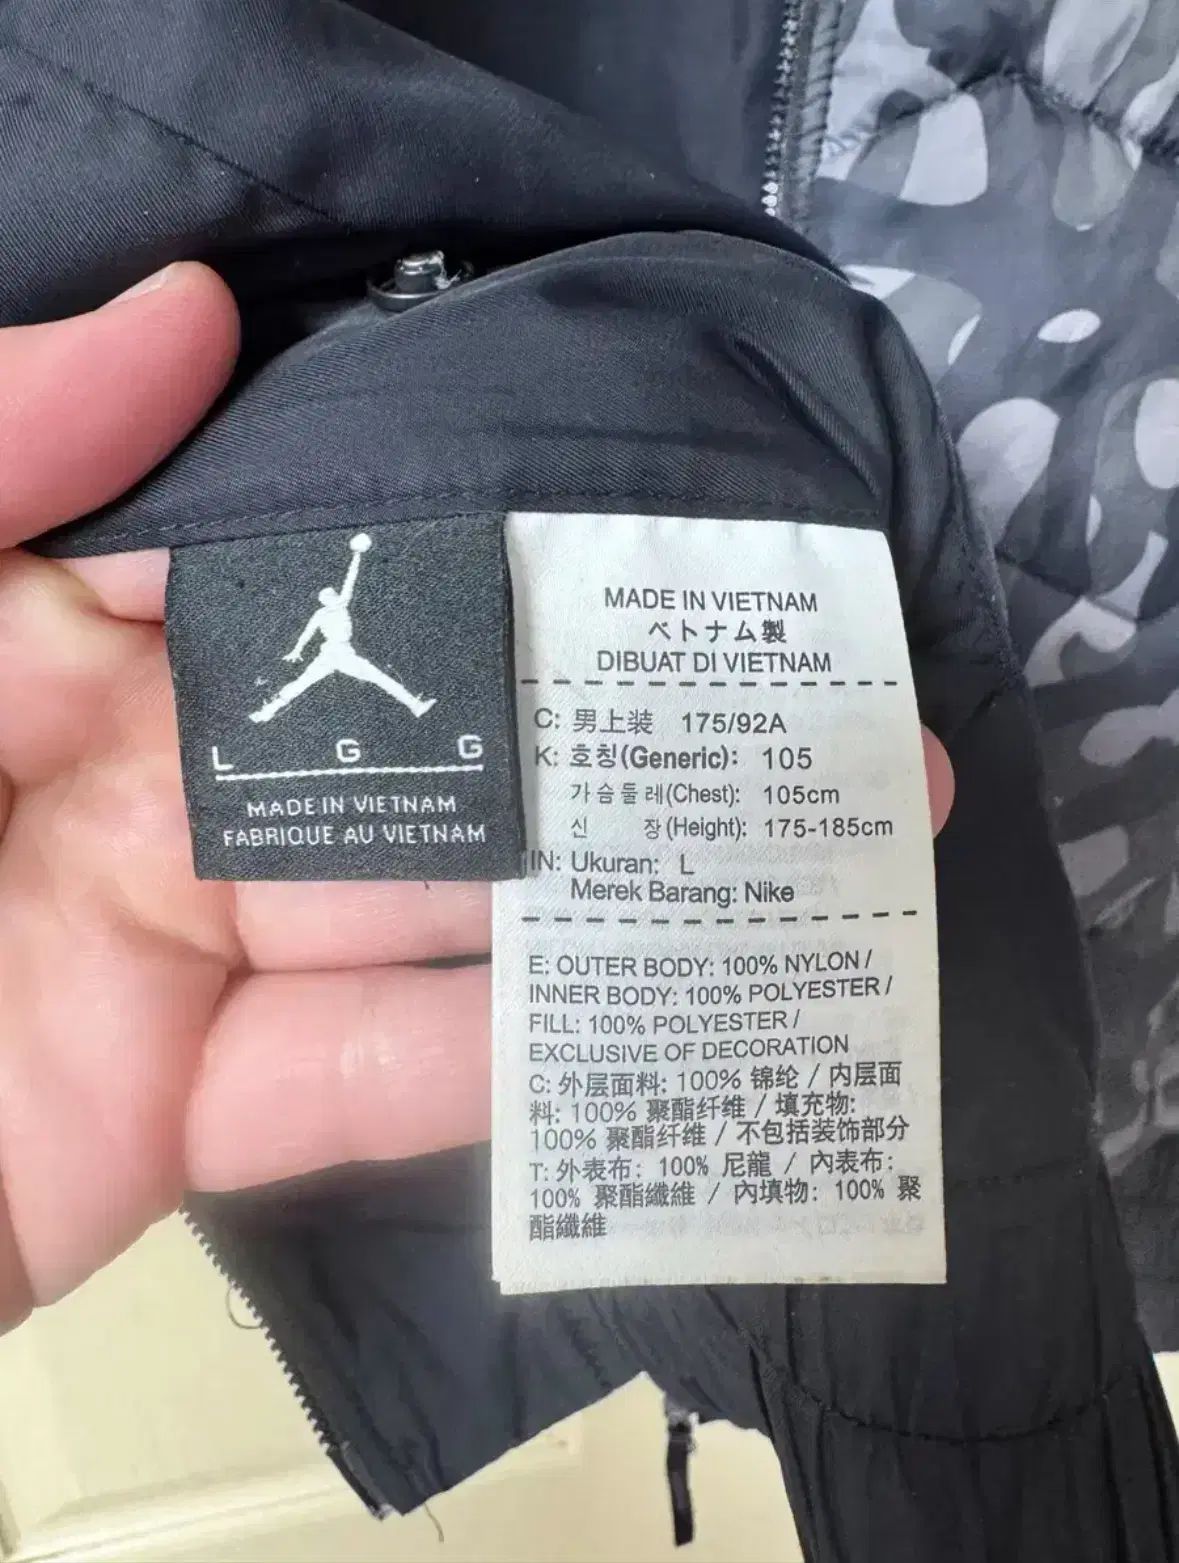 L G G
MADE IN VIETNAM
FABRIQUE AU VIETNAM
MADE IN VIETNAM
ベトナム製
DIBUAT DI VIETNAM
C: 男上装 175/92A
K: 호칭(Generic): 105
가슴둘레(Chest): 105cm
신 장(Height): 175-185cm
IN: Ukuran: L
Merek Barang: Nike
E: OUTER BODY: 100% NYLON /
INNER BODY: 100% POLYESTER /
FILL: 100% POLYESTER /
EXCLUSIVE OF DECORATION
C: 外层面料: 100% 锦纶 / 内层面
料: 100% 聚酯纤维 / 填充物:
100% 聚酯纤维 / 不包括装饰部分
T: 外表布: 100% 尼龍 / 內表布:
100% 聚酯纖維 / 內填物: 100% 聚
酯纖維